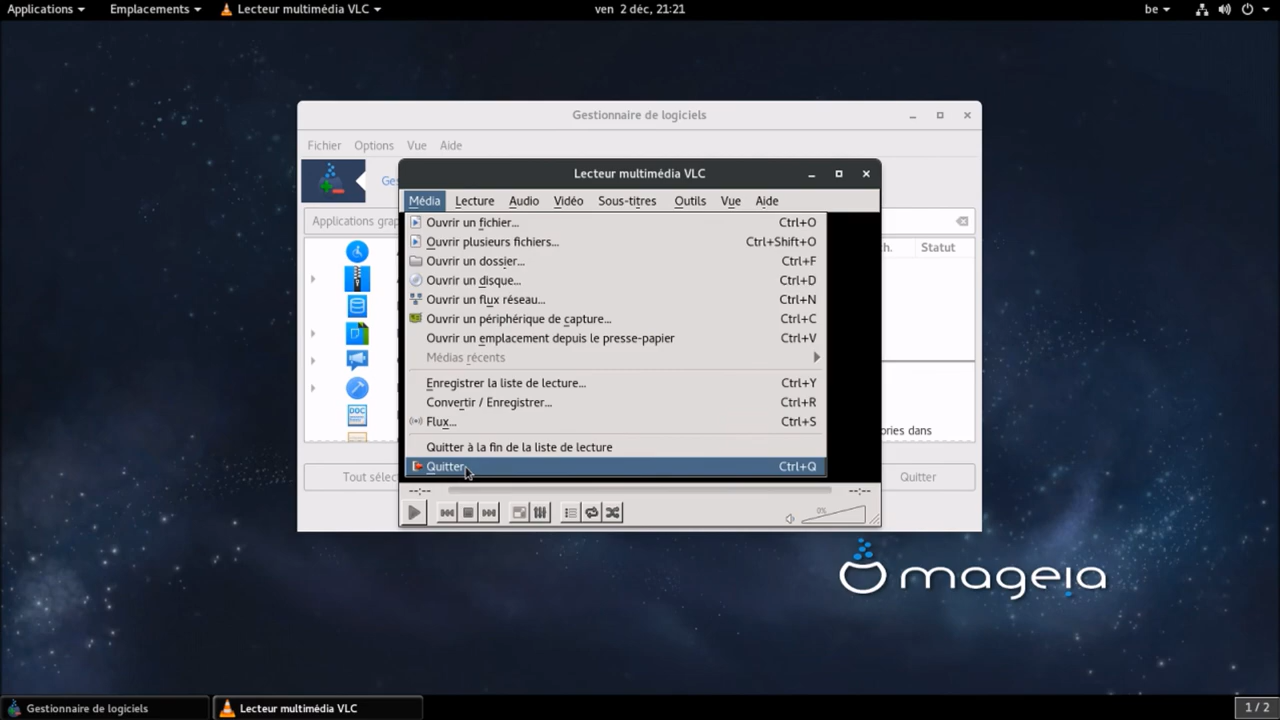 Applications Emplacements Lecteur multimédia VLC ven 2 déc, 21:21 be
Gestionnaire de logiciels
Fichier Options Vue Aide
Lecteur multimédia VLC
Ges
Média Lecture Audio Vidéo Sous-titres Outils Vue Aide
Applications grap
Ouvrir un fichier... Ctrl+O
Ouvrir plusieurs fichiers... Ctrl+Shift+O
h. Statut
Ouvrir un dossier... Ctrl+F
Ouvrir un disque... Ctrl+D
Ouvrir un flux réseau... Ctrl+N
Ouvrir un périphérique de capture... Ctrl+C
Ouvrir un emplacement depuis le presse-papier Ctrl+V
Médias récents
Enregistrer la liste de lecture... Ctrl+Y
Convertir / Enregistrer... Ctrl+R
DOC
Flux... Ctrl+S
ories dans
Quitter à la fin de la liste de lecture
Quitter Ctrl+Q
Tout sélec Quitter
--:-- --:--
0%
mageia
Gestionnaire de logiciels Lecteur multimédia VLC 1 / 2